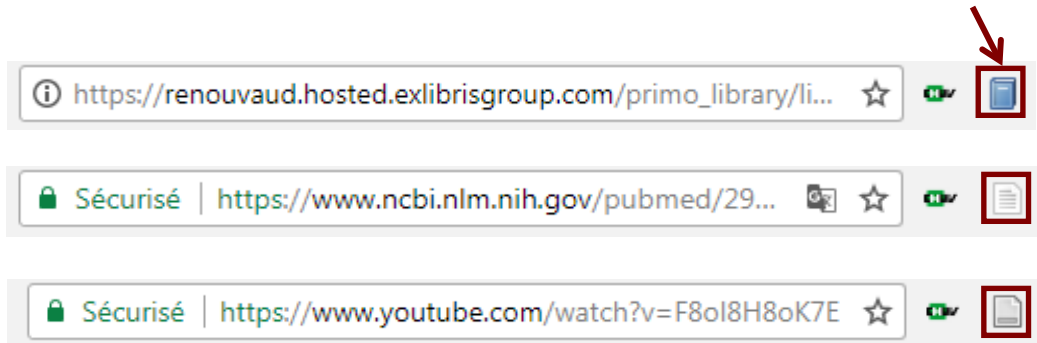 https://renouvaud.hosted.exlibrisgroup.com/primo_library/li...
Sécurisé | https://www.ncbi.nlm.nih.gov/pubmed/29...
Sécurisé | https://www.youtube.com/watch?v=F8oI8H8oK7E